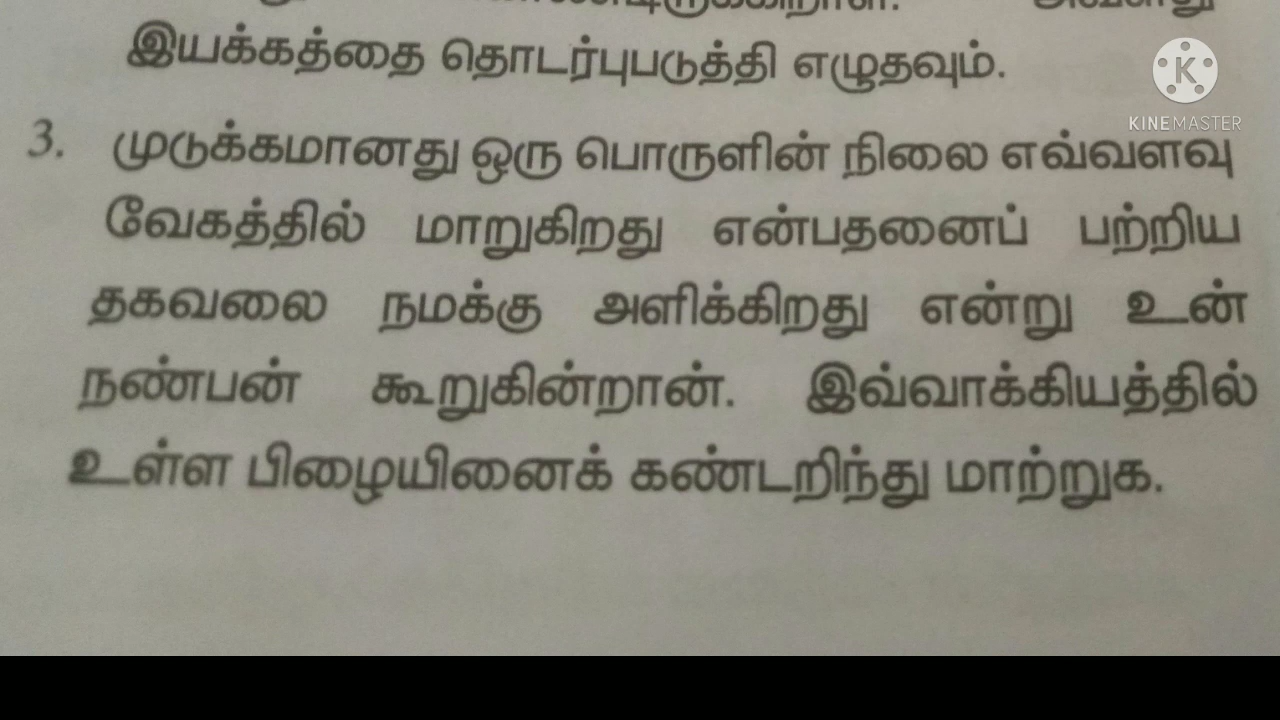 இயக்கத்தை தொடர்புபடுத்தி எழுதவும்.
KINEMASTER
3. முடுக்கமானது ஒரு பொருளின் நிலை எவ்வளவு
வேகத்தில் மாறுகிறது என்பதனைப் பற்றிய
தகவலை நமக்கு அளிக்கிறது என்று உன்
நண்பன் கூறுகின்றான். இவ்வாக்கியத்தில்
உள்ள பிழையினைக் கண்டறிந்து மாற்றுக.